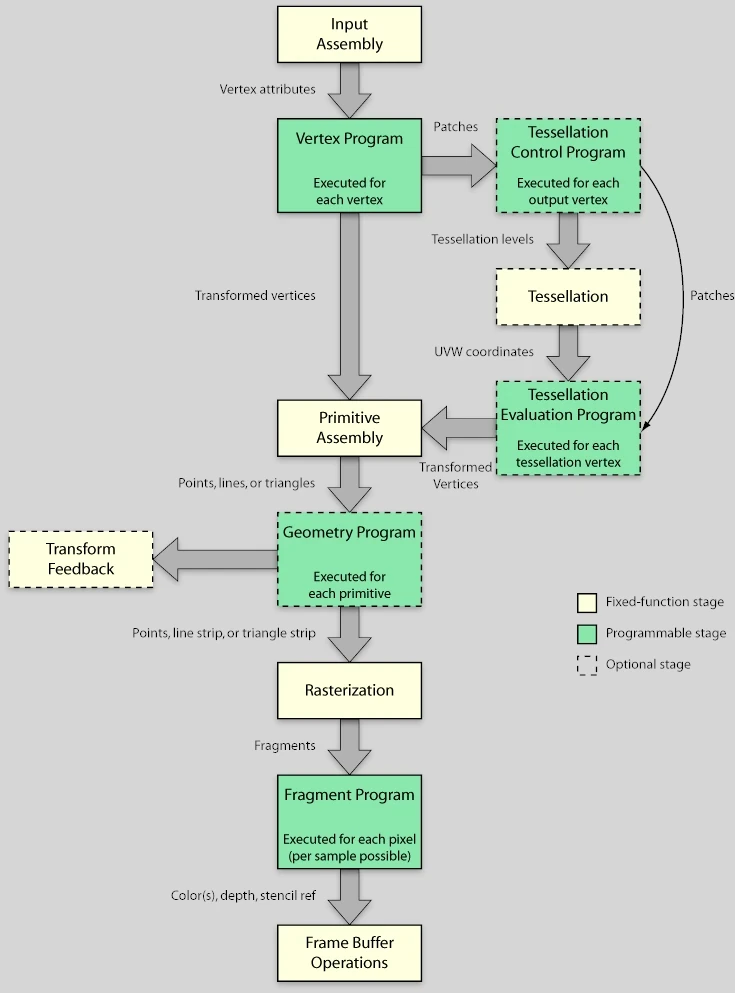 Input
Assembly
Vertex attributes
Vertex Program
Executed for
each vertex
Patches
Tessellation
Control Program
Executed for each
output vertex
Tessellation levels
Transformed vertices
Tessellation
Patches
UVW coordinates
Tessellation
Evaluation Program
Executed for each
tessellation vertex
Primitive
Assembly
Transformed
Vertices
Points, lines, or triangles
Geometry Program
Executed for
each primitive
Transform
Feedback
Fixed-function stage
Programmable stage
Optional stage
Points, line strip, or triangle strip
Rasterization
Fragments
Fragment Program
Executed for each pixel
(per sample possible)
Color(s), depth, stencil ref
Frame Buffer
Operations